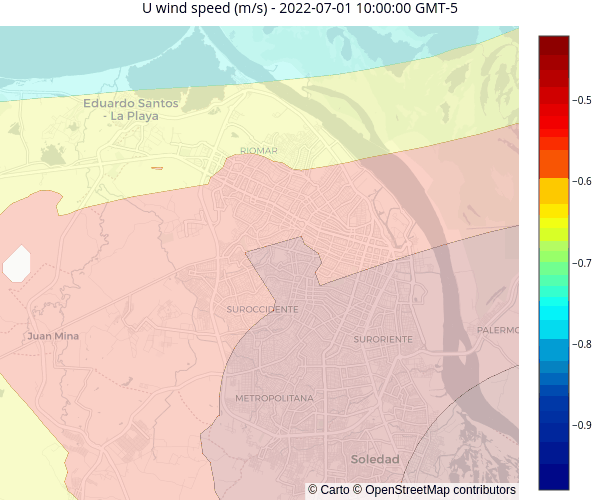 U wind speed (m/s) - 2022-07-01 10:00:00 GMT-5
Eduardo Santos
- La Playa
RIOMAR
SUROCCIDENTE
Juan Mina
SURORIENTE
PALERMO
METROPOLITANA
Soledad
© Carto © OpenStreetMap contributors
−0.5
−0.6
−0.7
−0.8
−0.9